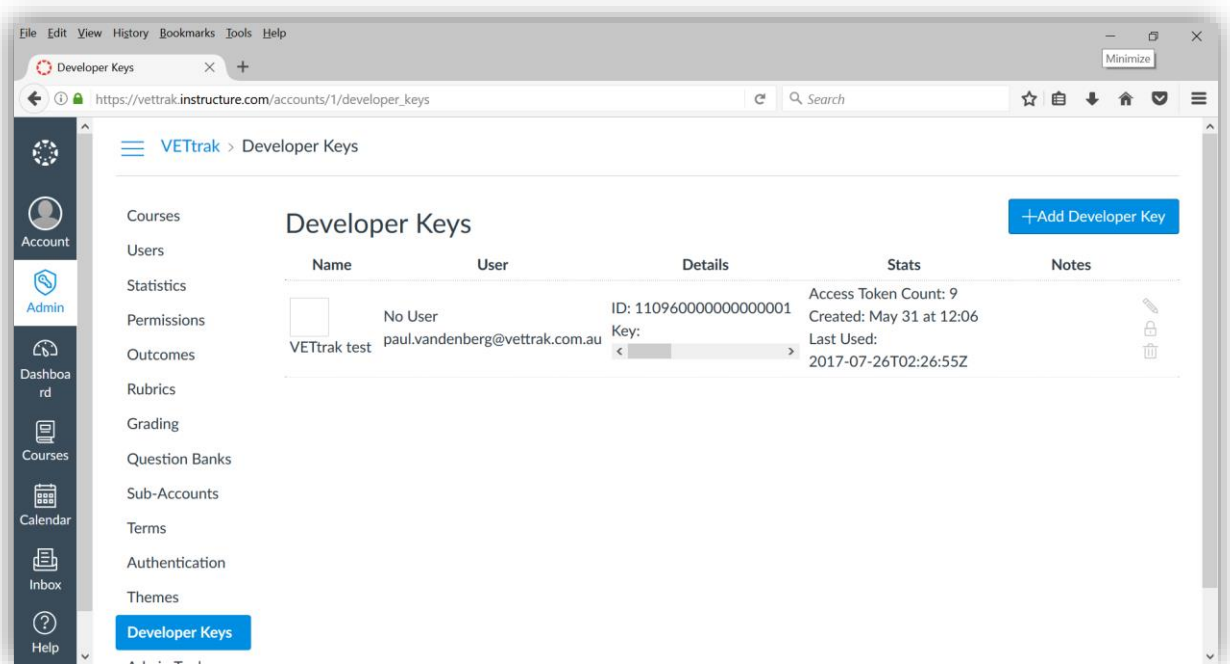 File Edit View History Bookmarks Tools Help
Developer Keys
Minimize
https://vettrak.instructure.com/accounts/1/developer_keys
Search
VETtrak > Developer Keys
Account
Admin
Dashboa
rd
Courses
Calendar
Inbox
Help
Courses
Users
Statistics
Permissions
Outcomes
Rubrics
Grading
Question Banks
Sub-Accounts
Terms
Authentication
Themes
Developer Keys
Developer Keys
+Add Developer Key
Name User Details Stats Notes
VETtrak test
No User
paul.vandenberg@vettrak.com.au
ID: 110960000000000001
Key:
Access Token Count: 9
Created: May 31 at 12:06
Last Used:
2017-07-26T02:26:55Z